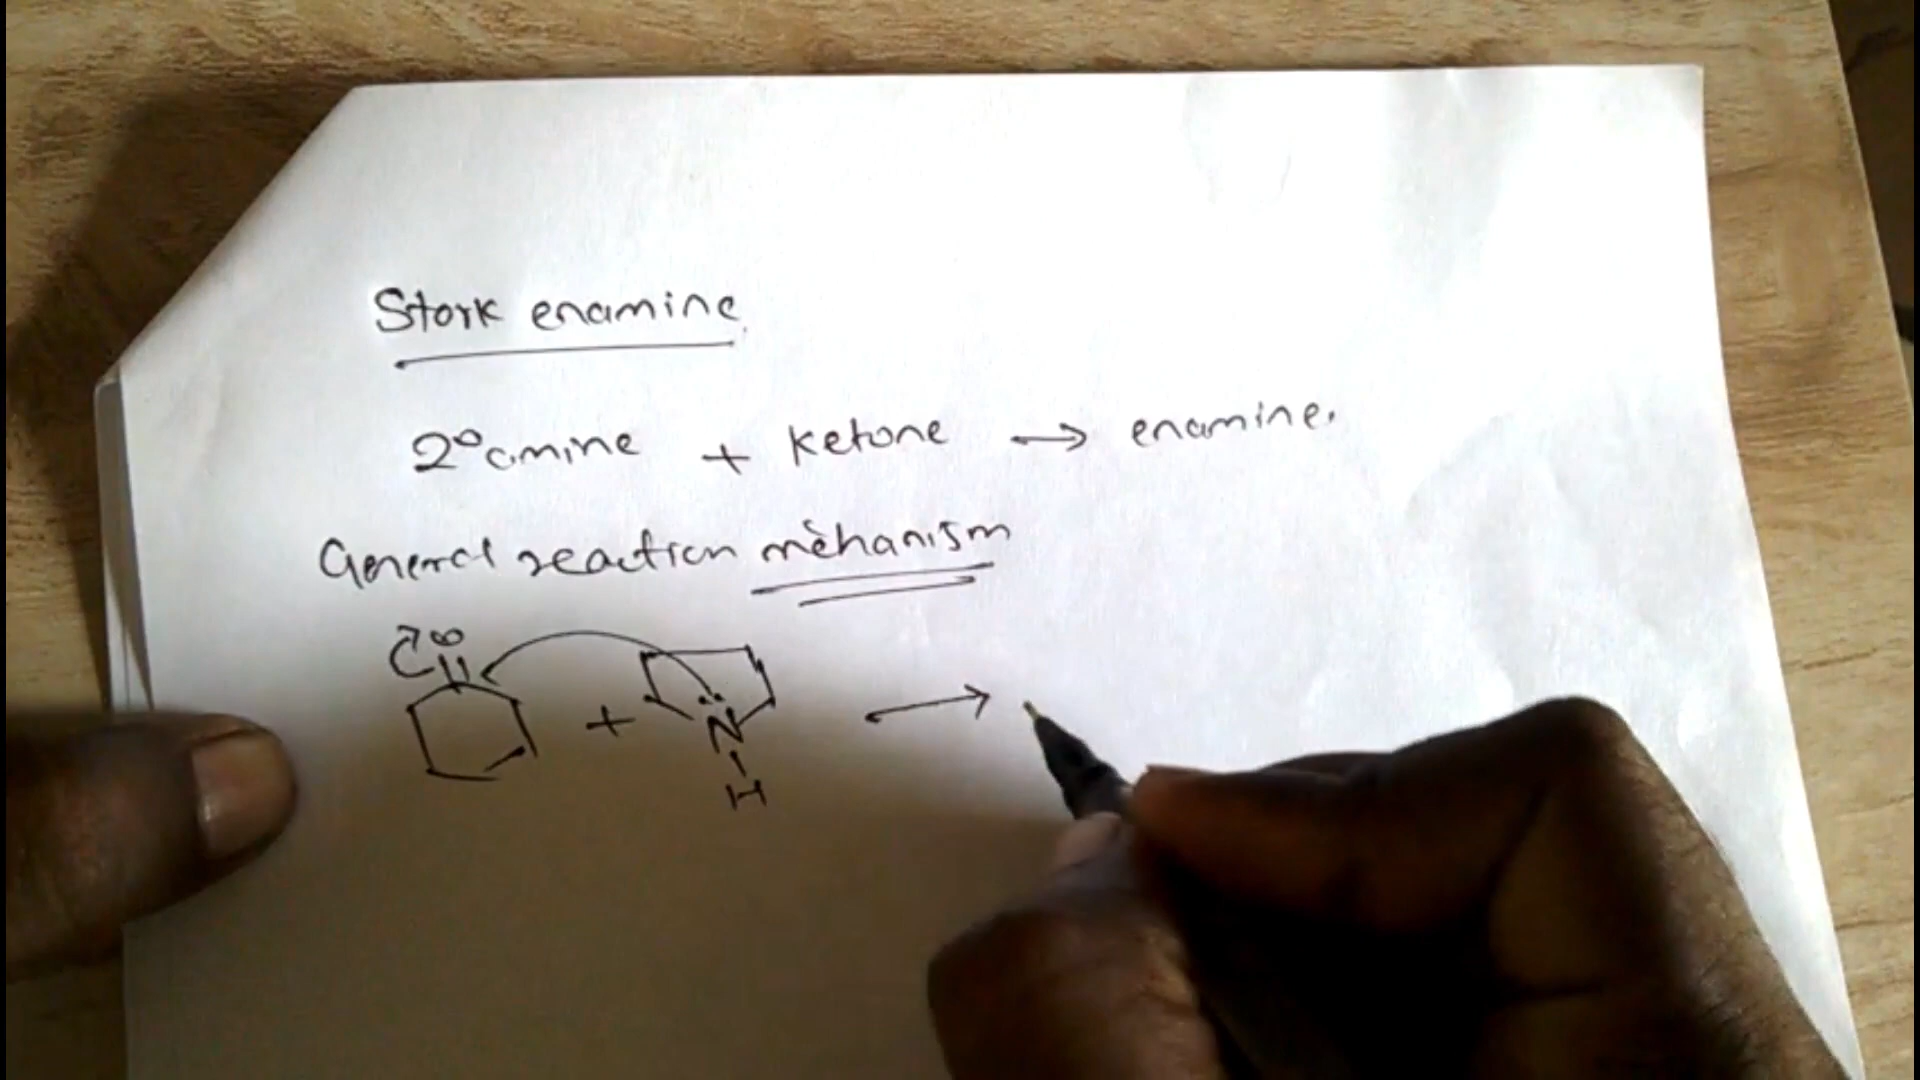 Stork enamine
2° amine + ketone → enamine.
General reaction mehanism
O
+ N →
H